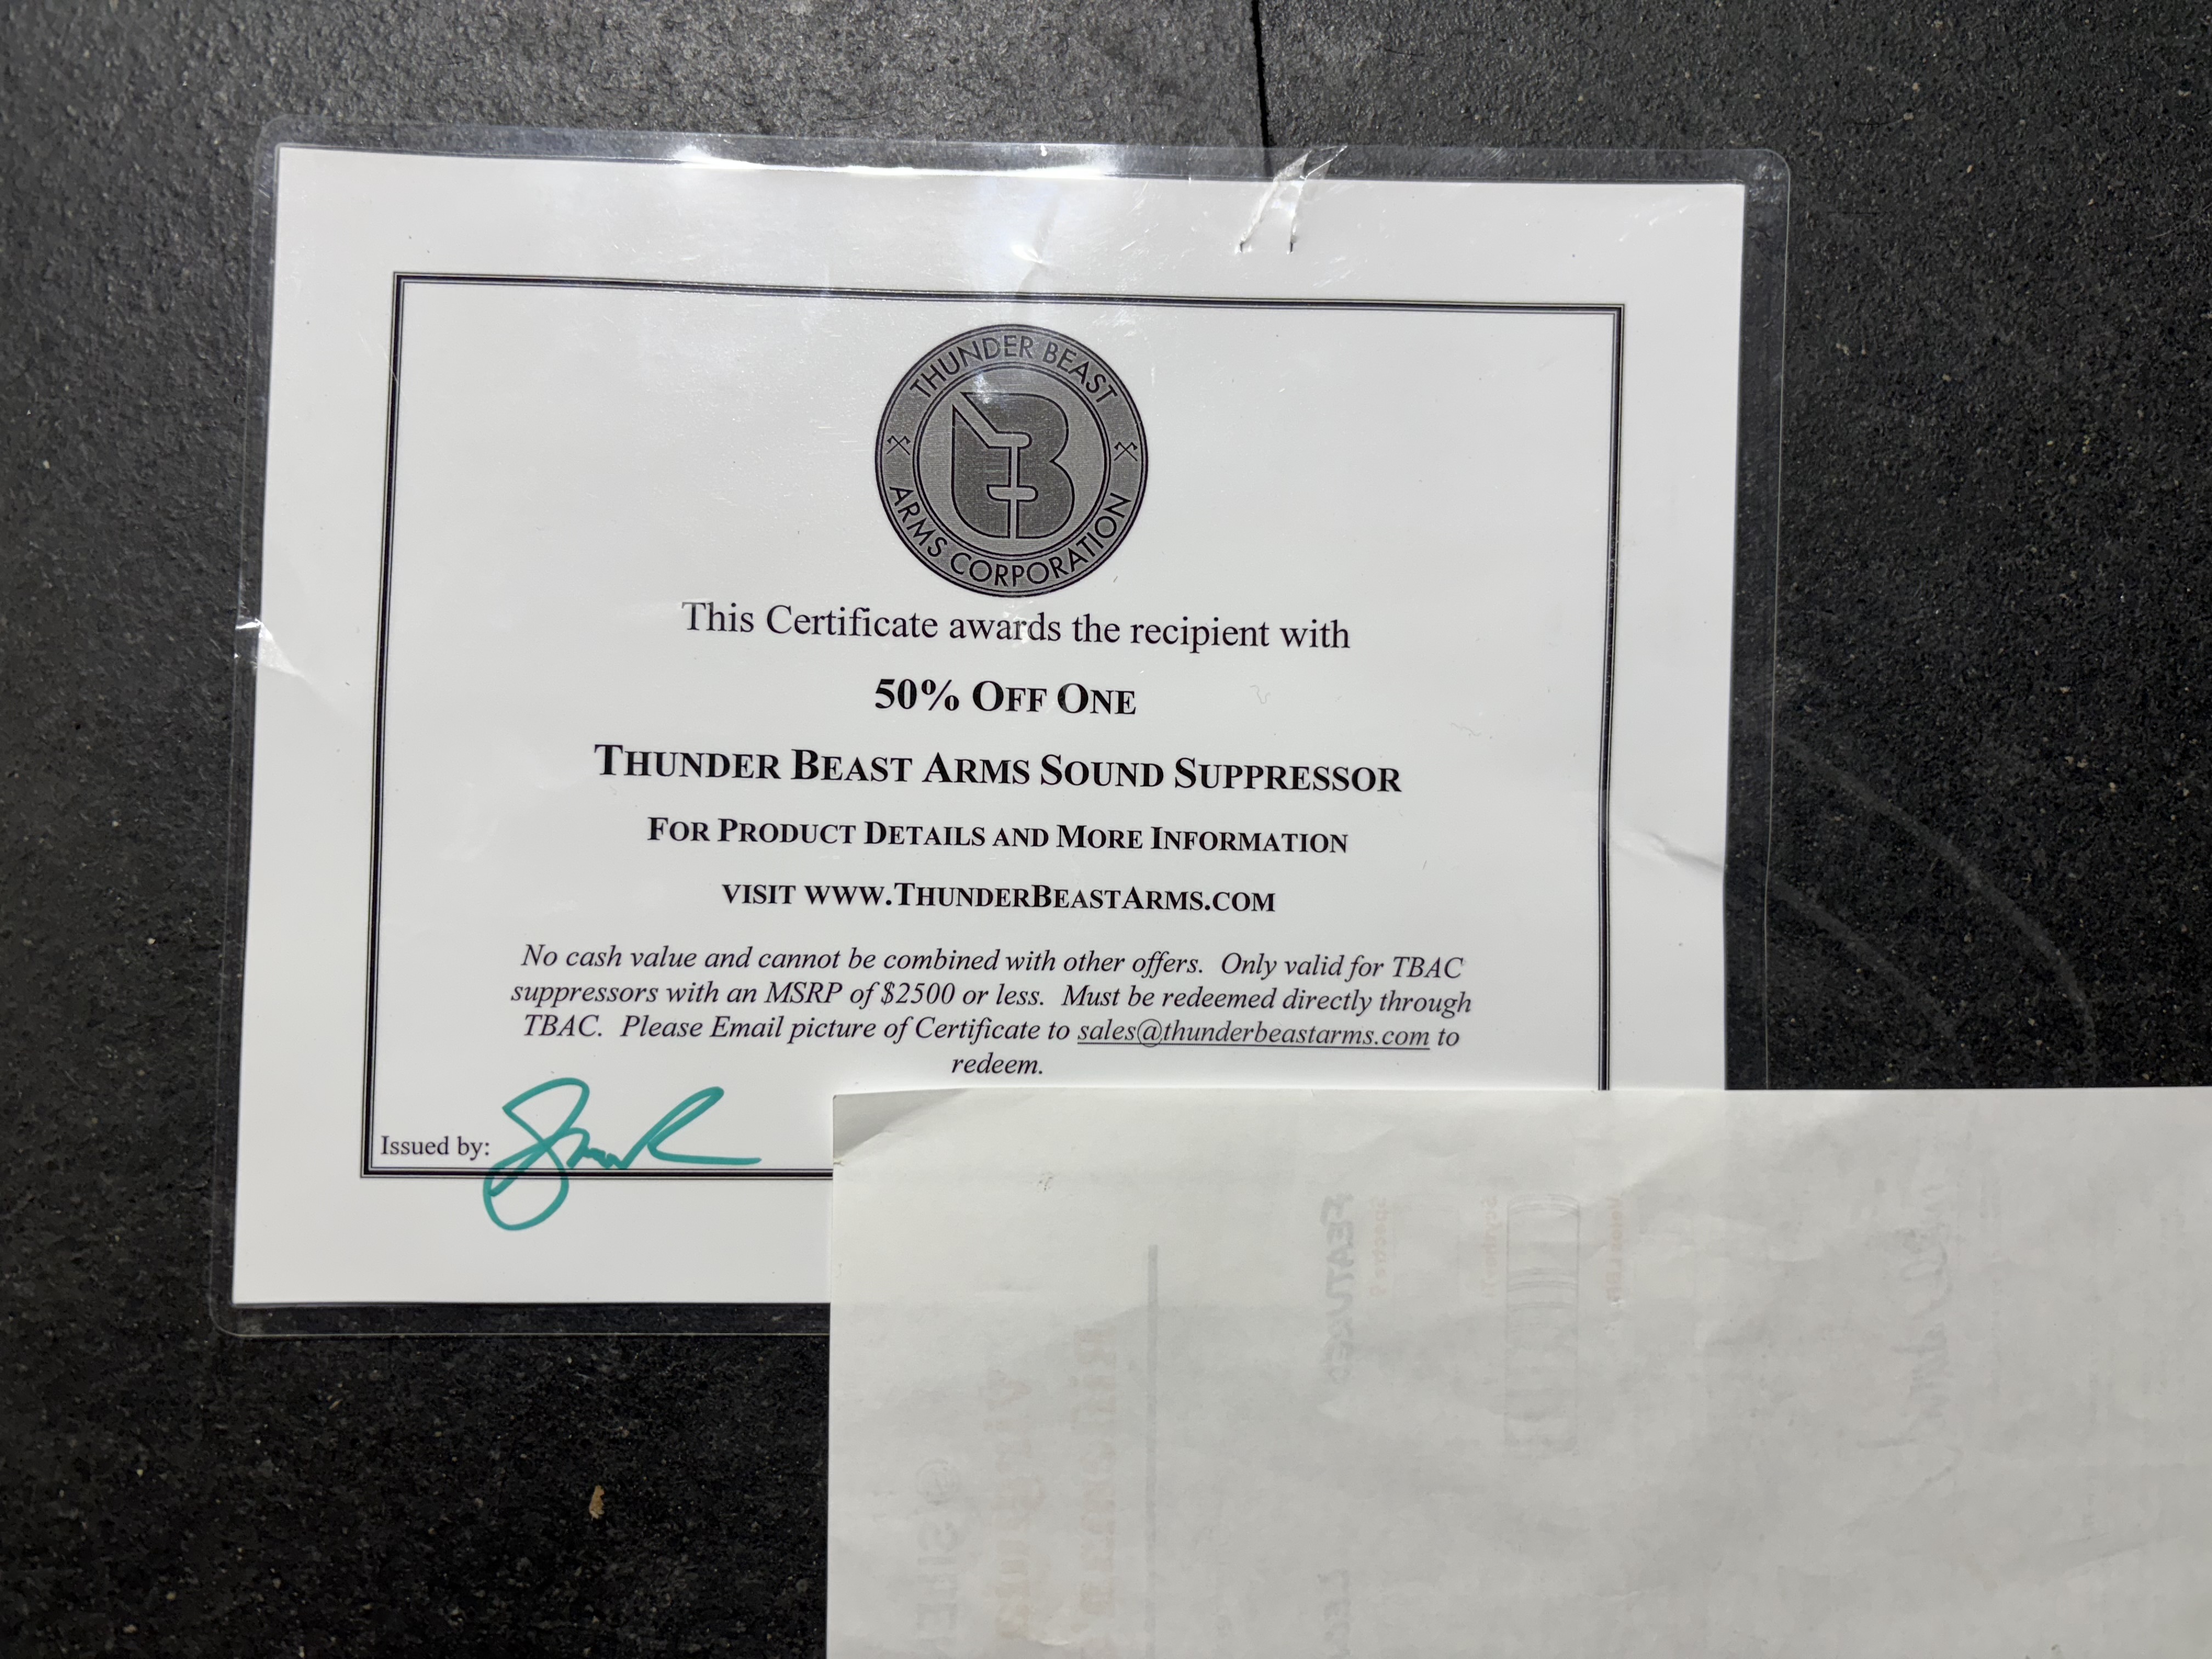 THUNDER BEAST
ARMS CORPORATION
This Certificate awards the recipient with
50% OFF ONE
THUNDER BEAST ARMS SOUND SUPPRESSOR
FOR PRODUCT DETAILS AND MORE INFORMATION
VISIT WWW.THUNDERBEASTARMS.COM
No cash value and cannot be combined with other offers. Only valid for TBAC
suppressors with an MSRP of $2500 or less. Must be redeemed directly through
TBAC. Please Email picture of Certificate to sales@thunderbeastarms.com to
redeem.
Issued by:
FEATURED